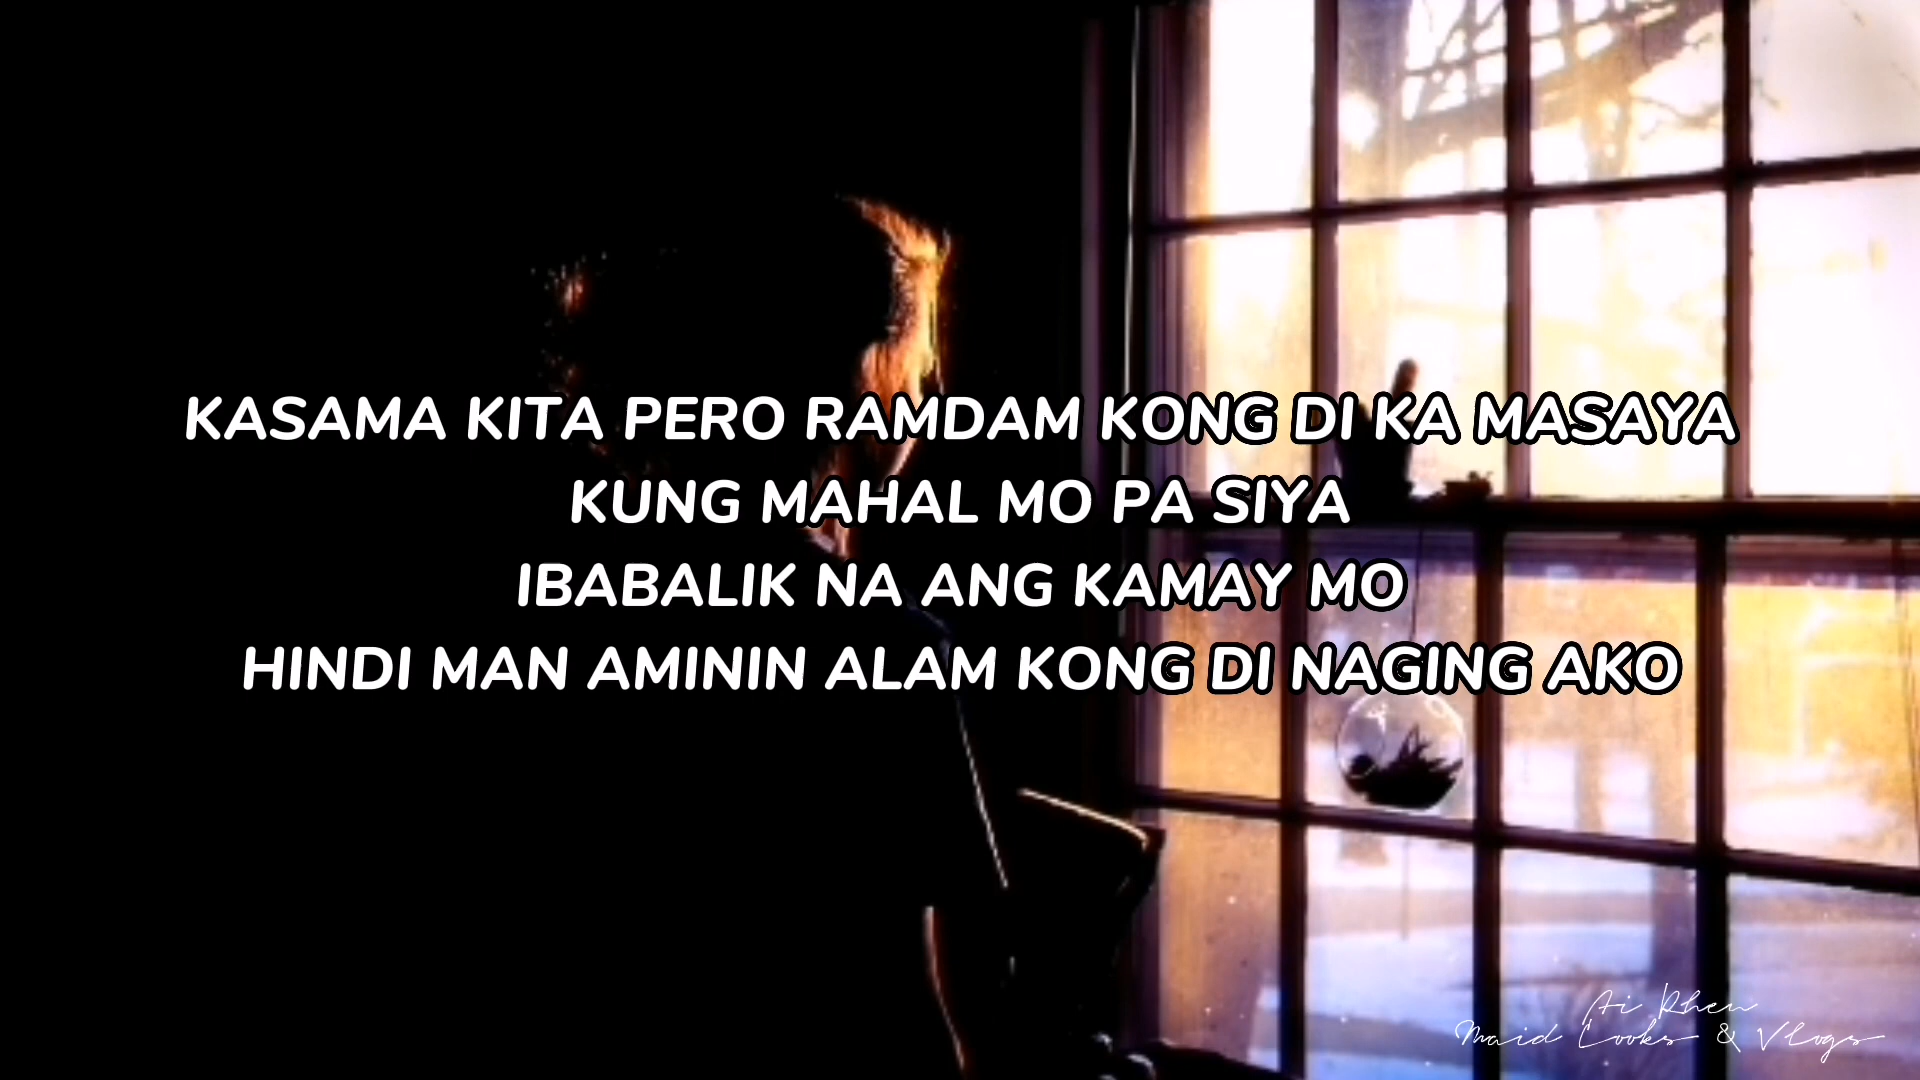 KASAMA KITA PERO RAMDAM KONG DI KA MASAYA
KUNG MAHAL MO PA SIYA
IBABALIK NA ANG KAMAY MO
HINDI MAN AMININ ALAM KONG DI NAGING AKO
Ai Rhen
Maid Cooks & Vlogs